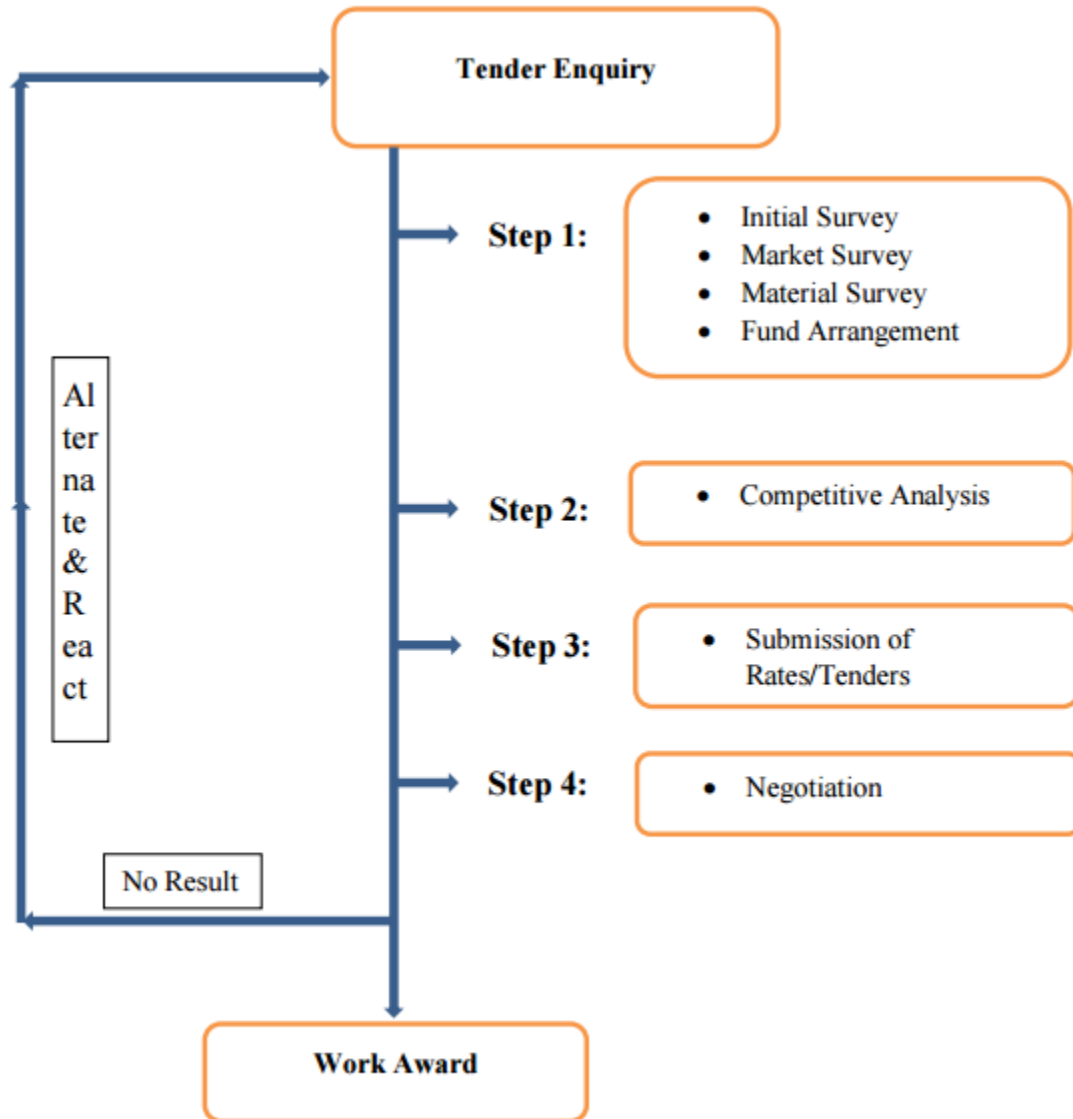 Tender Enquiry
Step 1:
• Initial Survey
• Market Survey
• Material Survey
• Fund Arrangement
Step 2:
• Competitive Analysis
Step 3:
• Submission of
Rates/Tenders
Step 4:
• Negotiation
Al
ter
na
te
&
R
ea
ct
No Result
Work Award